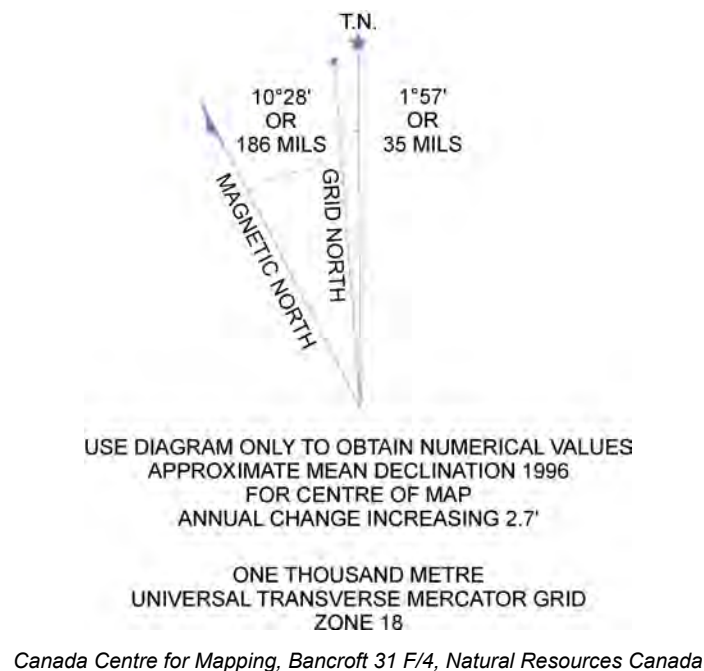 T.N.
10°28'
OR
186 MILS
1°57'
OR
35 MILS
MAGNETIC NORTH
GRID NORTH
USE DIAGRAM ONLY TO OBTAIN NUMERICAL VALUES
APPROXIMATE MEAN DECLINATION 1996
FOR CENTRE OF MAP
ANNUAL CHANGE INCREASING 2.7'
ONE THOUSAND METRE
UNIVERSAL TRANSVERSE MERCATOR GRID
ZONE 18
Canada Centre for Mapping, Bancroft 31 F/4, Natural Resources Canada